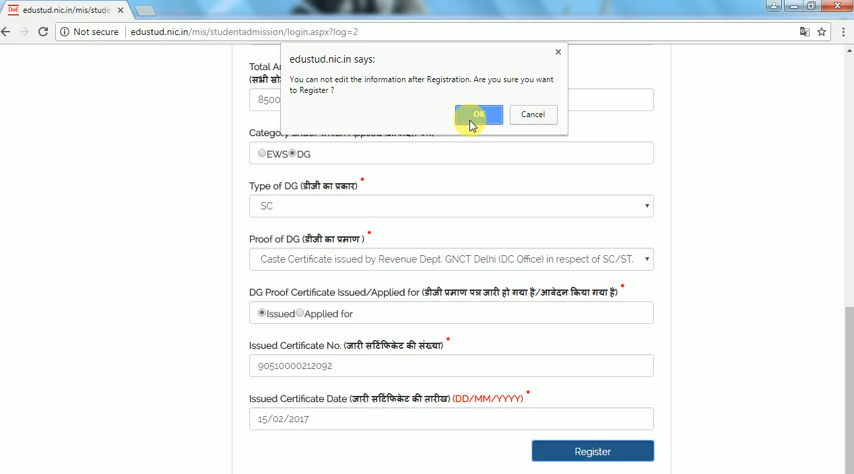 edustud.nic.in/mis/stude
Not secure | edustud.nic.in/mis/studentadmission/login.aspx?log=2
edustud.nic.in says:
You can not edit the information after Registration. Are you sure you want
to Register ?
OK Cancel
Total
(सभी
8500
EWS DG
Type of DG (डीजी का प्रकार) *
SC
Proof of DG (डीजी का प्रमाण ) *
Caste Certificate issued by Revenue Dept. GNCT Delhi (DC Office) in respect of SC/ST.
DG Proof Certificate Issued/Applied for (डीजी प्रमाण पत्र जारी हो गया है/आवेदन किया गया है) *
Issued Applied for
Issued Certificate No. (जारी सर्टिफिकेट की संख्या) *
90510000212092
Issued Certificate Date (जारी सर्टिफिकेट की तारीख) (DD/MM/YYYY) *
15/02/2017
Register